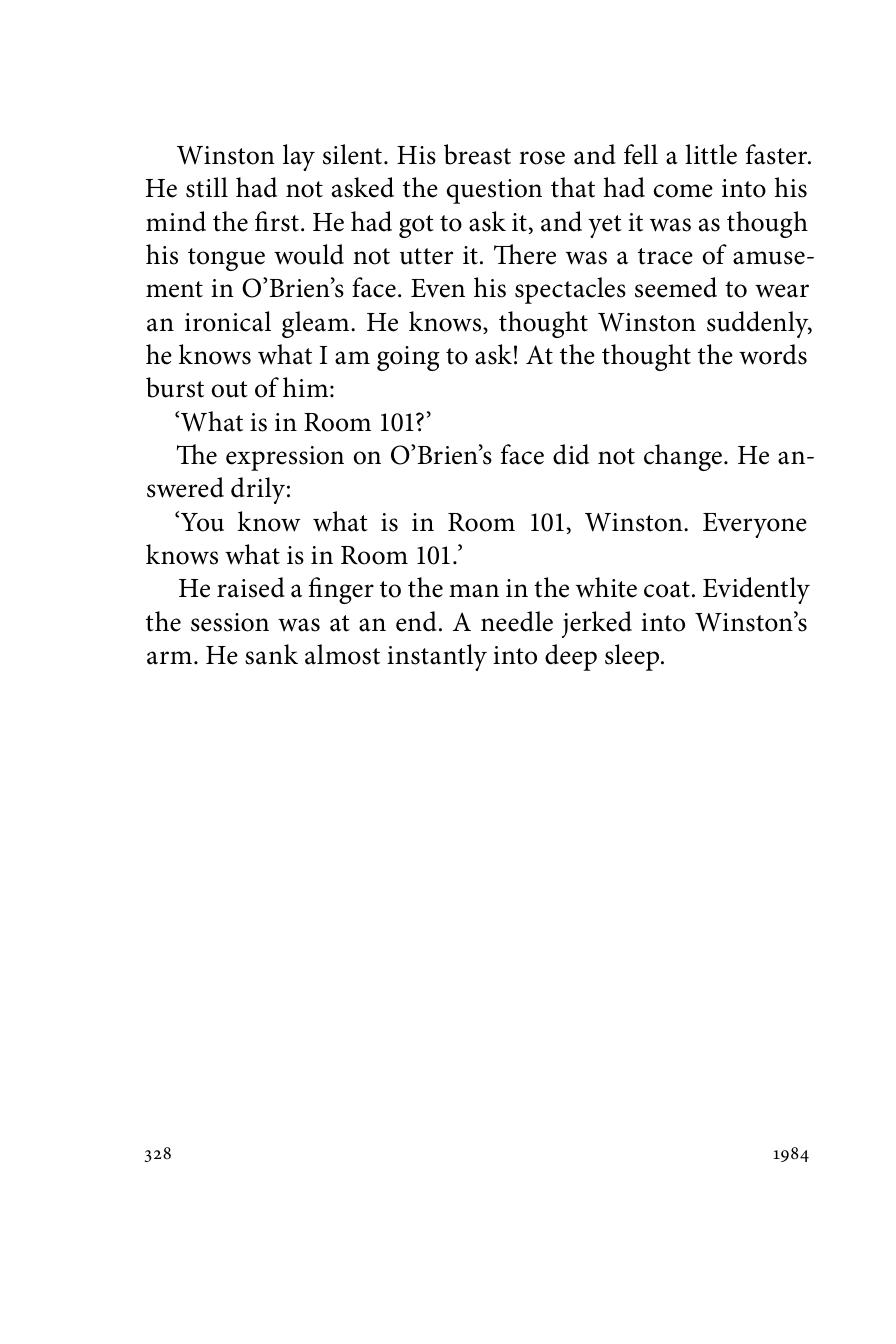 Winston lay silent. His breast rose and fell a little faster.
He still had not asked the question that had come into his
mind the first. He had got to ask it, and yet it was as though
his tongue would not utter it. There was a trace of amuse-
ment in O’Brien’s face. Even his spectacles seemed to wear
an ironical gleam. He knows, thought Winston suddenly,
he knows what I am going to ask! At the thought the words
burst out of him:
‘What is in Room 101?’
The expression on O’Brien’s face did not change. He an-
swered drily:
‘You know what is in Room 101, Winston. Everyone
knows what is in Room 101.’
He raised a finger to the man in the white coat. Evidently
the session was at an end. A needle jerked into Winston’s
arm. He sank almost instantly into deep sleep.
328 1984